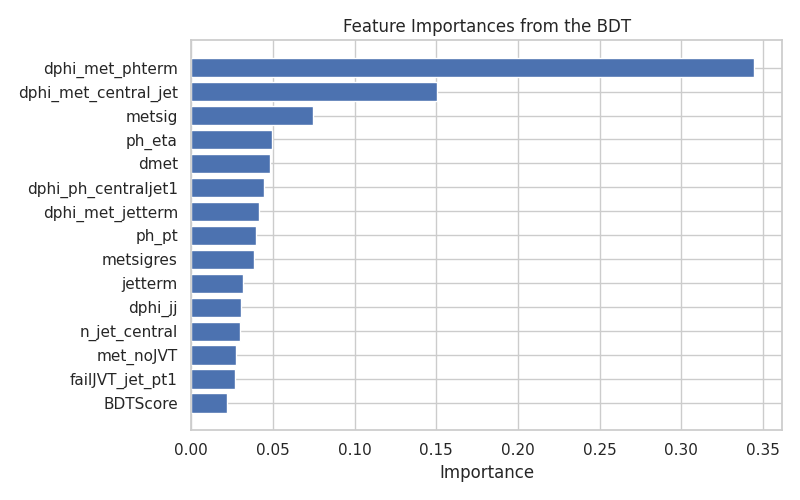 Feature Importances from the BDT
dphi_met_phterm
dphi_met_central_jet
metsig
ph_eta
dmet
dphi_ph_centraljet1
dphi_met_jetterm
ph_pt
metsigres
jetterm
dphi_jj
n_jet_central
met_noJVT
failJVT_jet_pt1
BDTScore
0.00 0.05 0.10 0.15 0.20 0.25 0.30 0.35
Importance